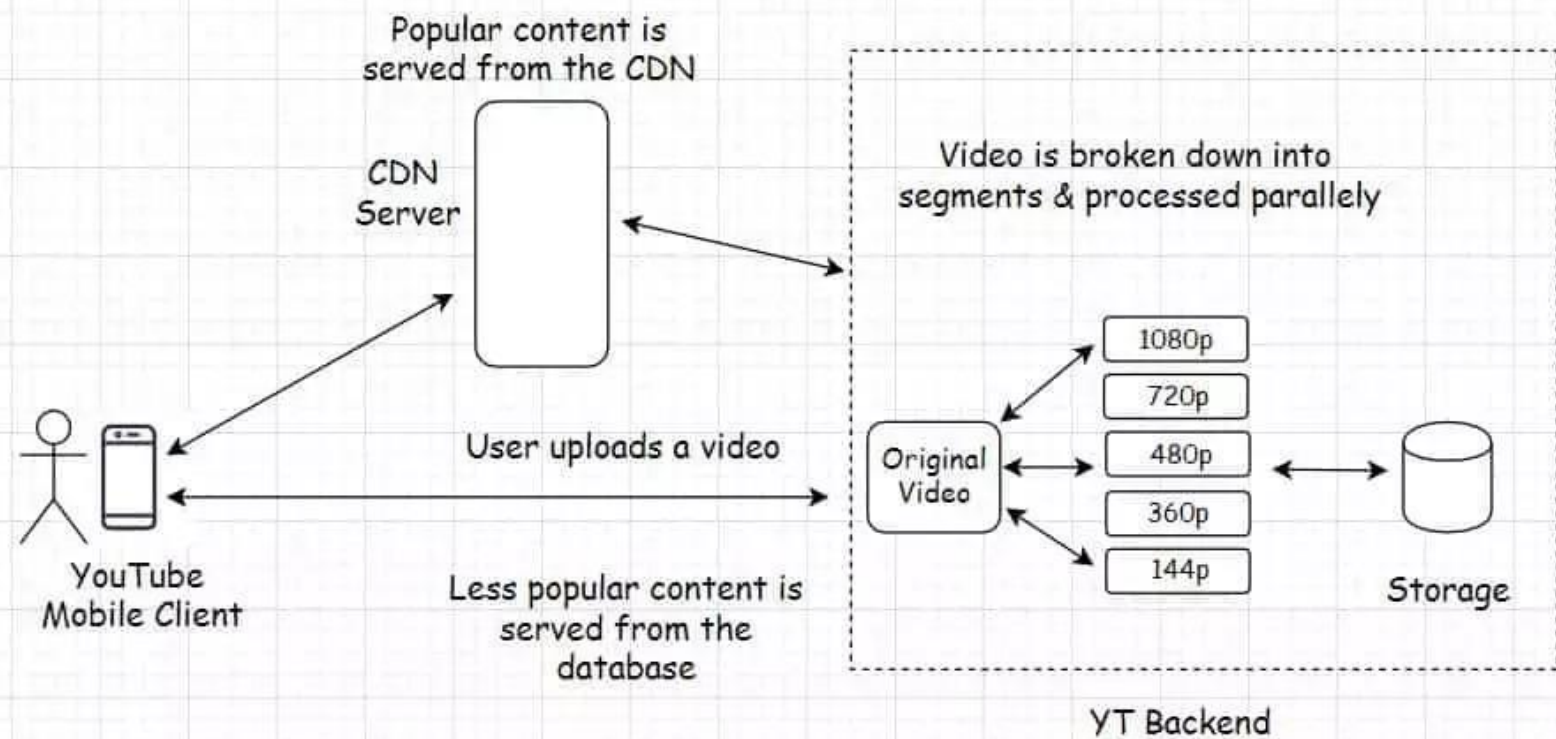 Popular content is
served from the CDN
CDN
Server
Video is broken down into
segments & processed parallely
1080p
720p
480p
360p
144p
Original
Video
User uploads a video
YouTube
Mobile Client
Less popular content is
served from the
database
Storage
YT Backend